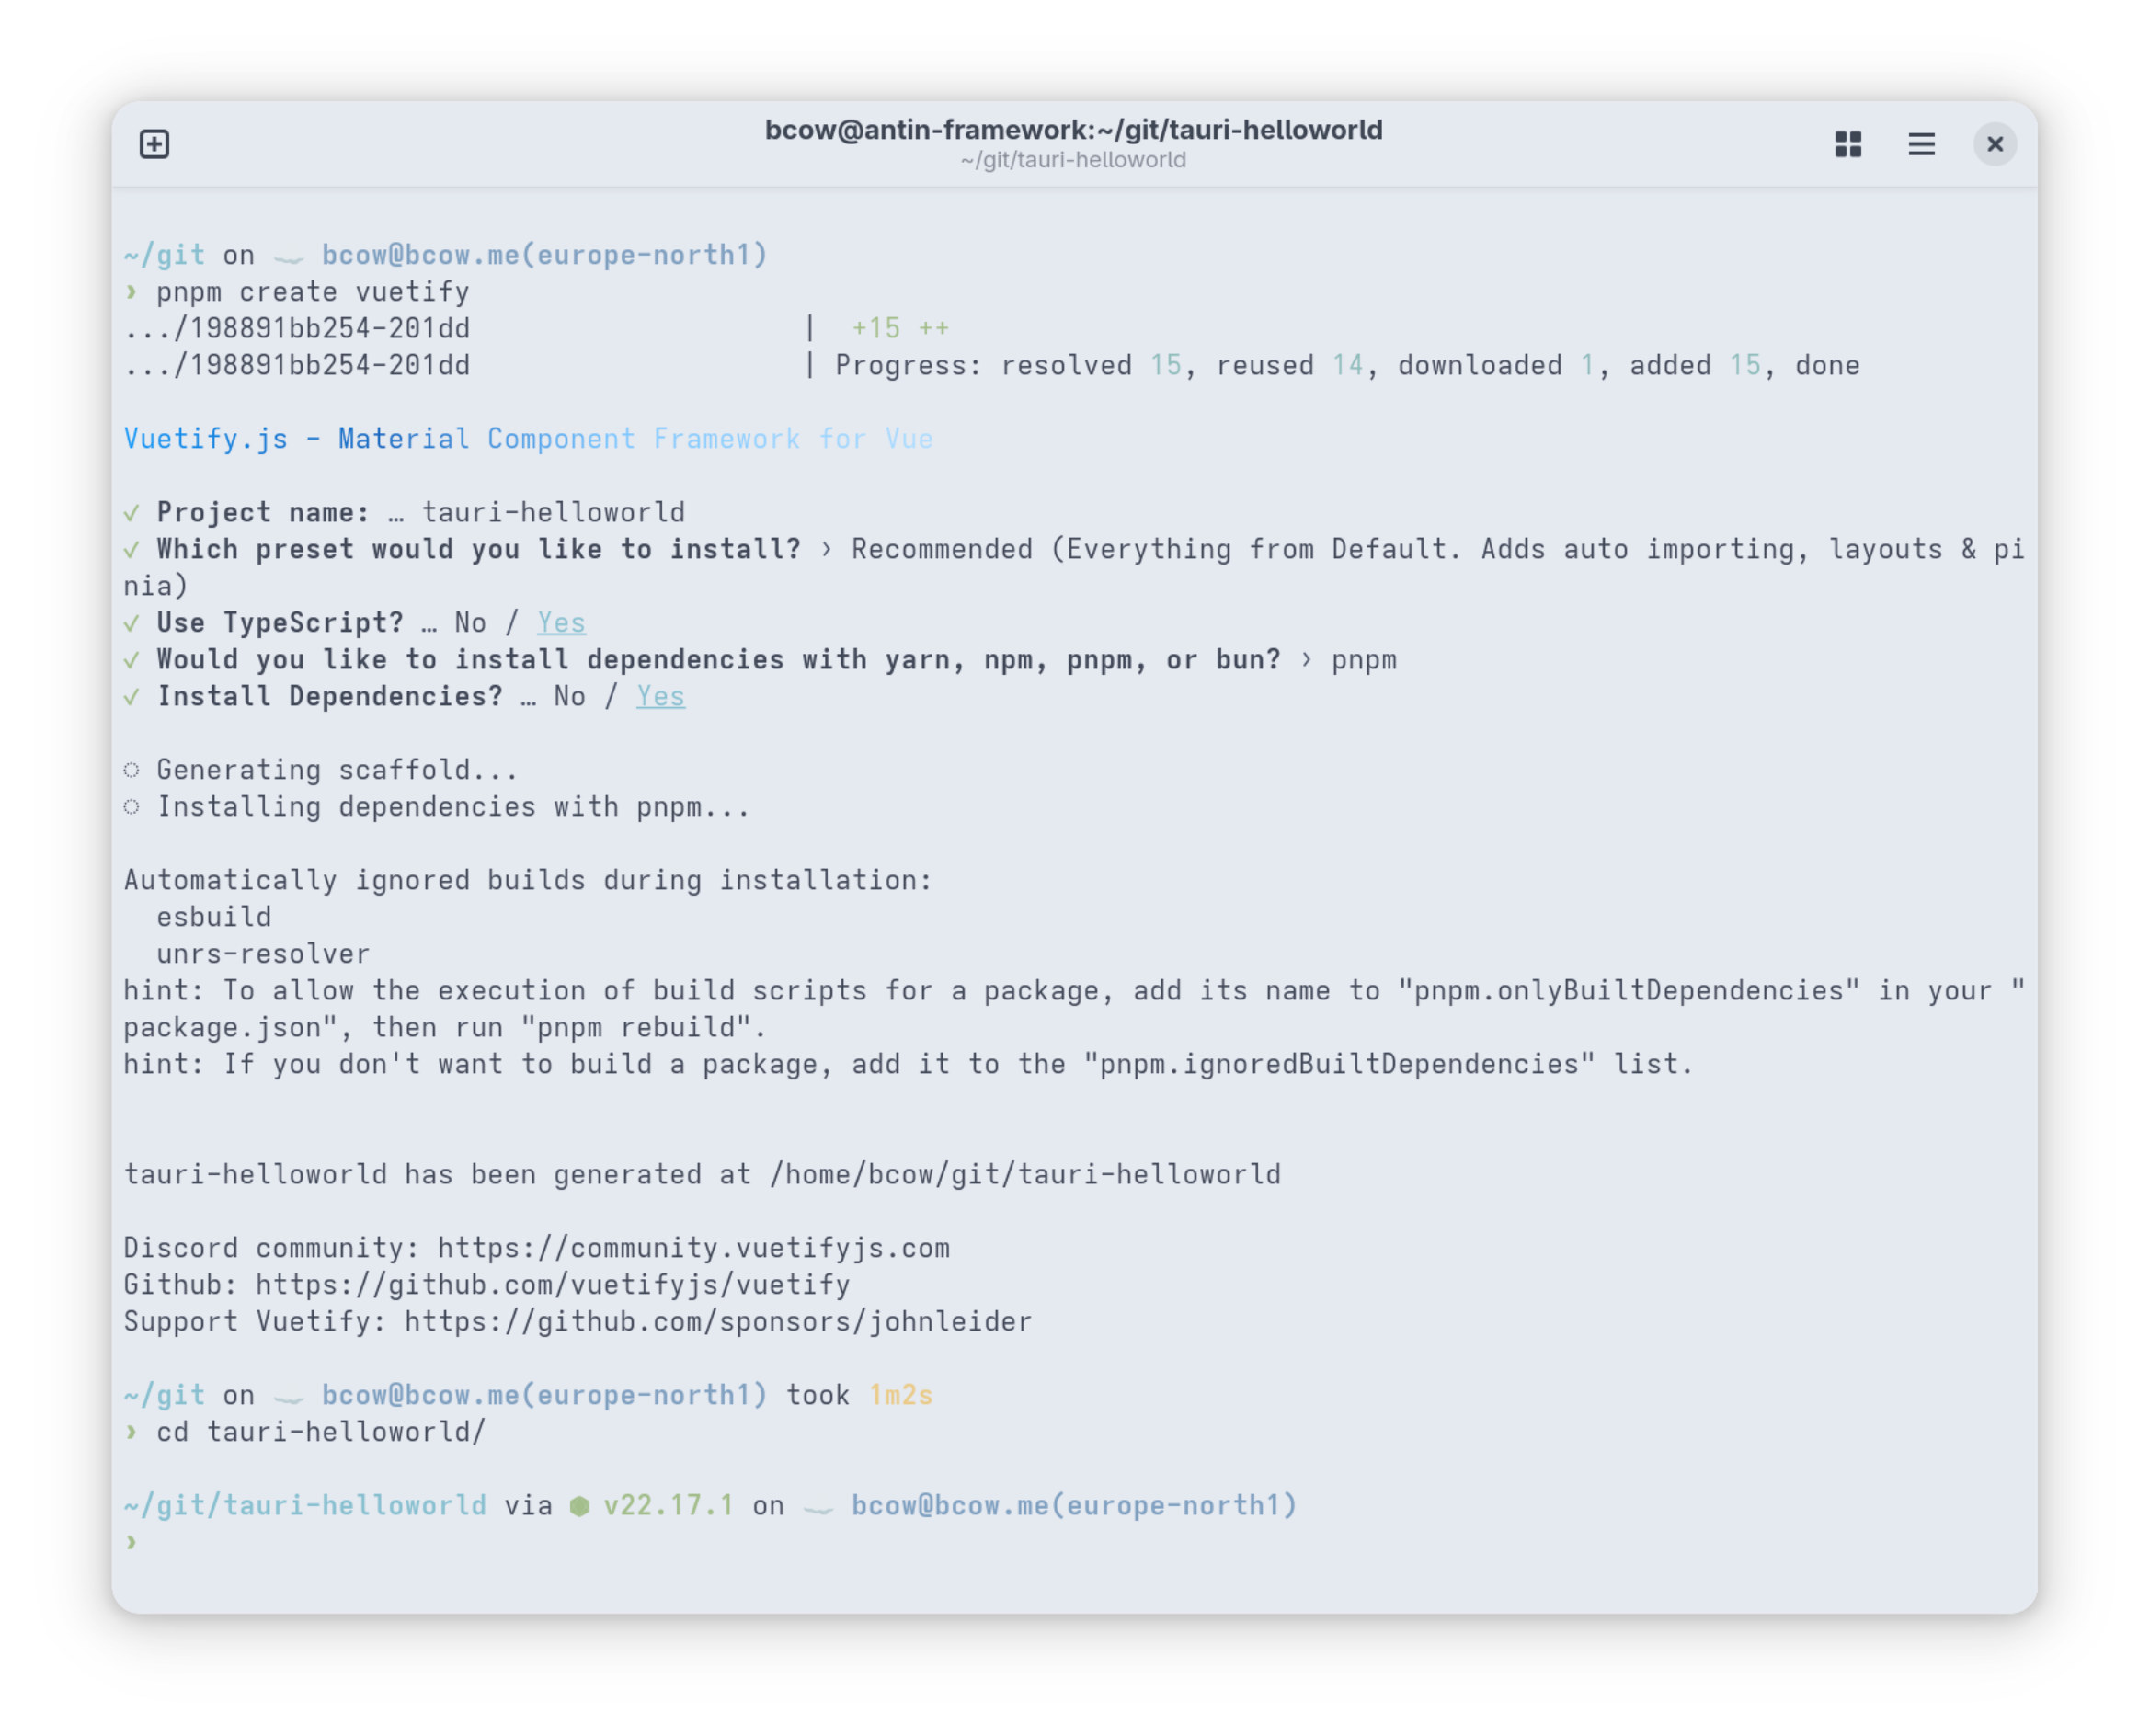 bcow@antin-framework:~/git/tauri-helloworld
~/git/tauri-helloworld
~/git on bcow@bcow.me(europe-north1)
› pnpm create vuetify
.../198891bb254-201dd | +15 ++
.../198891bb254-201dd | Progress: resolved 15, reused 14, downloaded 1, added 15, done
Vuetify.js - Material Component Framework for Vue
✓ Project name: … tauri-helloworld
✓ Which preset would you like to install? › Recommended (Everything from Default. Adds auto importing, layouts & pi
nia)
✓ Use TypeScript? … No / Yes
✓ Would you like to install dependencies with yarn, npm, pnpm, or bun? › pnpm
✓ Install Dependencies? … No / Yes
◌ Generating scaffold...
◌ Installing dependencies with pnpm...
Automatically ignored builds during installation:
esbuild
unrs-resolver
hint: To allow the execution of build scripts for a package, add its name to "pnpm.onlyBuiltDependencies" in your "
package.json", then run "pnpm rebuild".
hint: If you don't want to build a package, add it to the "pnpm.ignoredBuiltDependencies" list.
tauri-helloworld has been generated at /home/bcow/git/tauri-helloworld
Discord community: https://community.vuetifyjs.com
Github: https://github.com/vuetifyjs/vuetify
Support Vuetify: https://github.com/sponsors/johnleider
~/git on bcow@bcow.me(europe-north1) took 1m2s
› cd tauri-helloworld/
~/git/tauri-helloworld via ⬢ v22.17.1 on bcow@bcow.me(europe-north1)
›